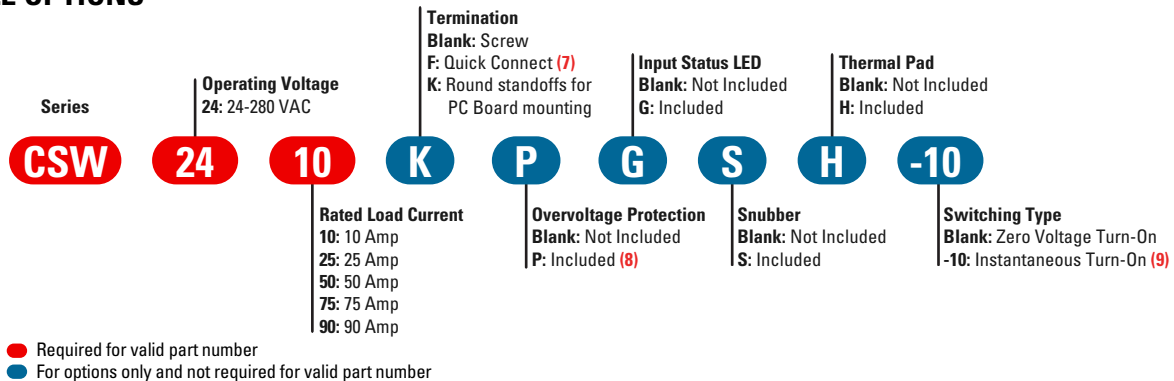 Termination
Blank: Screw
F: Quick Connect (7)
K: Round standoffs for
PC Board mounting
Operating Voltage
24: 24-280 VAC
Input Status LED
Blank: Not Included
G: Included
Thermal Pad
Blank: Not Included
H: Included
Series
CSW 24 10 K P G S H -10
Rated Load Current
10: 10 Amp
25: 25 Amp
50: 50 Amp
75: 75 Amp
90: 90 Amp
Overvoltage Protection
Blank: Not Included
P: Included (8)
Snubber
Blank: Not Included
S: Included
Switching Type
Blank: Zero Voltage Turn-On
-10: Instantaneous Turn-On (9)
Required for valid part number
For options only and not required for valid part number